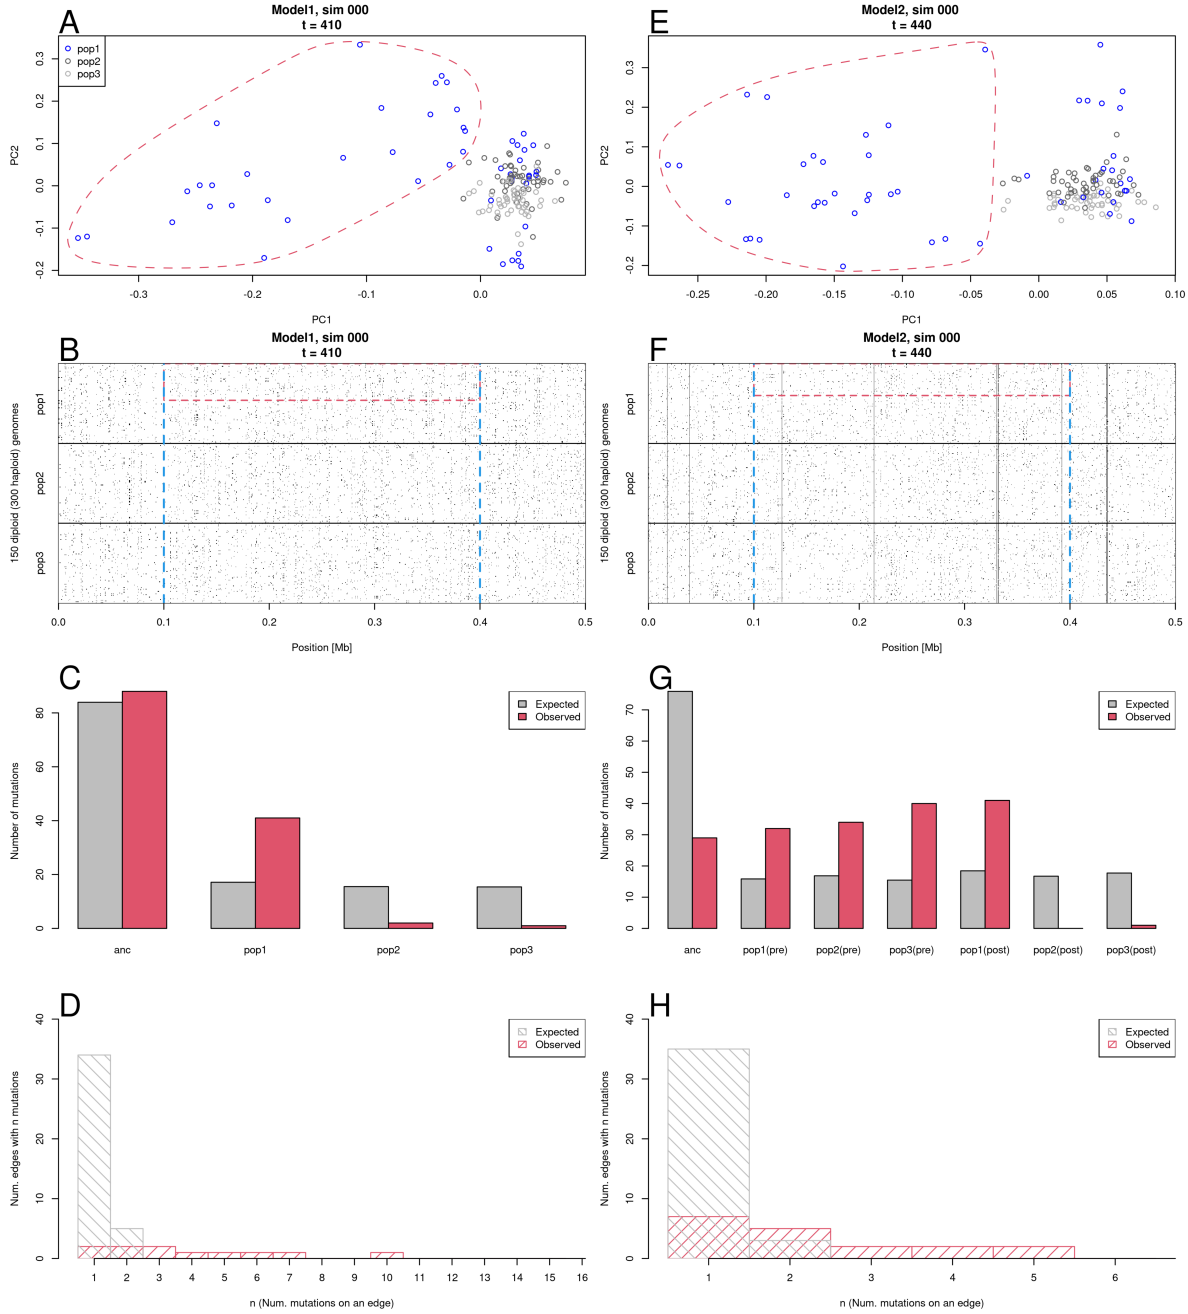 A
Model1, sim 000
t = 410
pop1
pop2
pop3
PC2
0.3
0.2
0.1
0.0
-0.1
-0.2
-0.3
-0.2
-0.1
0.0
PC1
E
Model2, sim 000
t = 440
PC2
0.3
0.2
0.1
0.0
-0.1
-0.2
-0.25
-0.20
-0.15
-0.10
-0.05
0.00
0.05
0.10
PC1
B
Model1, sim 000
t = 410
150 diploid (300 haploid) genomes
pop1
pop2
pop3
0.0
0.1
0.2
0.3
0.4
0.5
Position [Mb]
F
Model2, sim 000
t = 440
150 diploid (300 haploid) genomes
pop1
pop2
pop3
0.0
0.1
0.2
0.3
0.4
0.5
Position [Mb]
C
Expected
Observed
Number of mutations
80
60
40
20
0
anc
pop1
pop2
pop3
G
Expected
Observed
Number of mutations
70
60
50
40
30
20
10
0
anc
pop1(pre)
pop2(pre)
pop3(pre)
pop1(post)
pop2(post)
pop3(post)
D
Expected
Observed
Num. edges with n mutations
40
30
20
10
0
1
2
3
4
5
6
7
8
9
10
11
12
13
14
15
16
n (Num. mutations on an edge)
H
Expected
Observed
Num. edges with n mutations
40
30
20
10
0
1
2
3
4
5
6
n (Num. mutations on an edge)